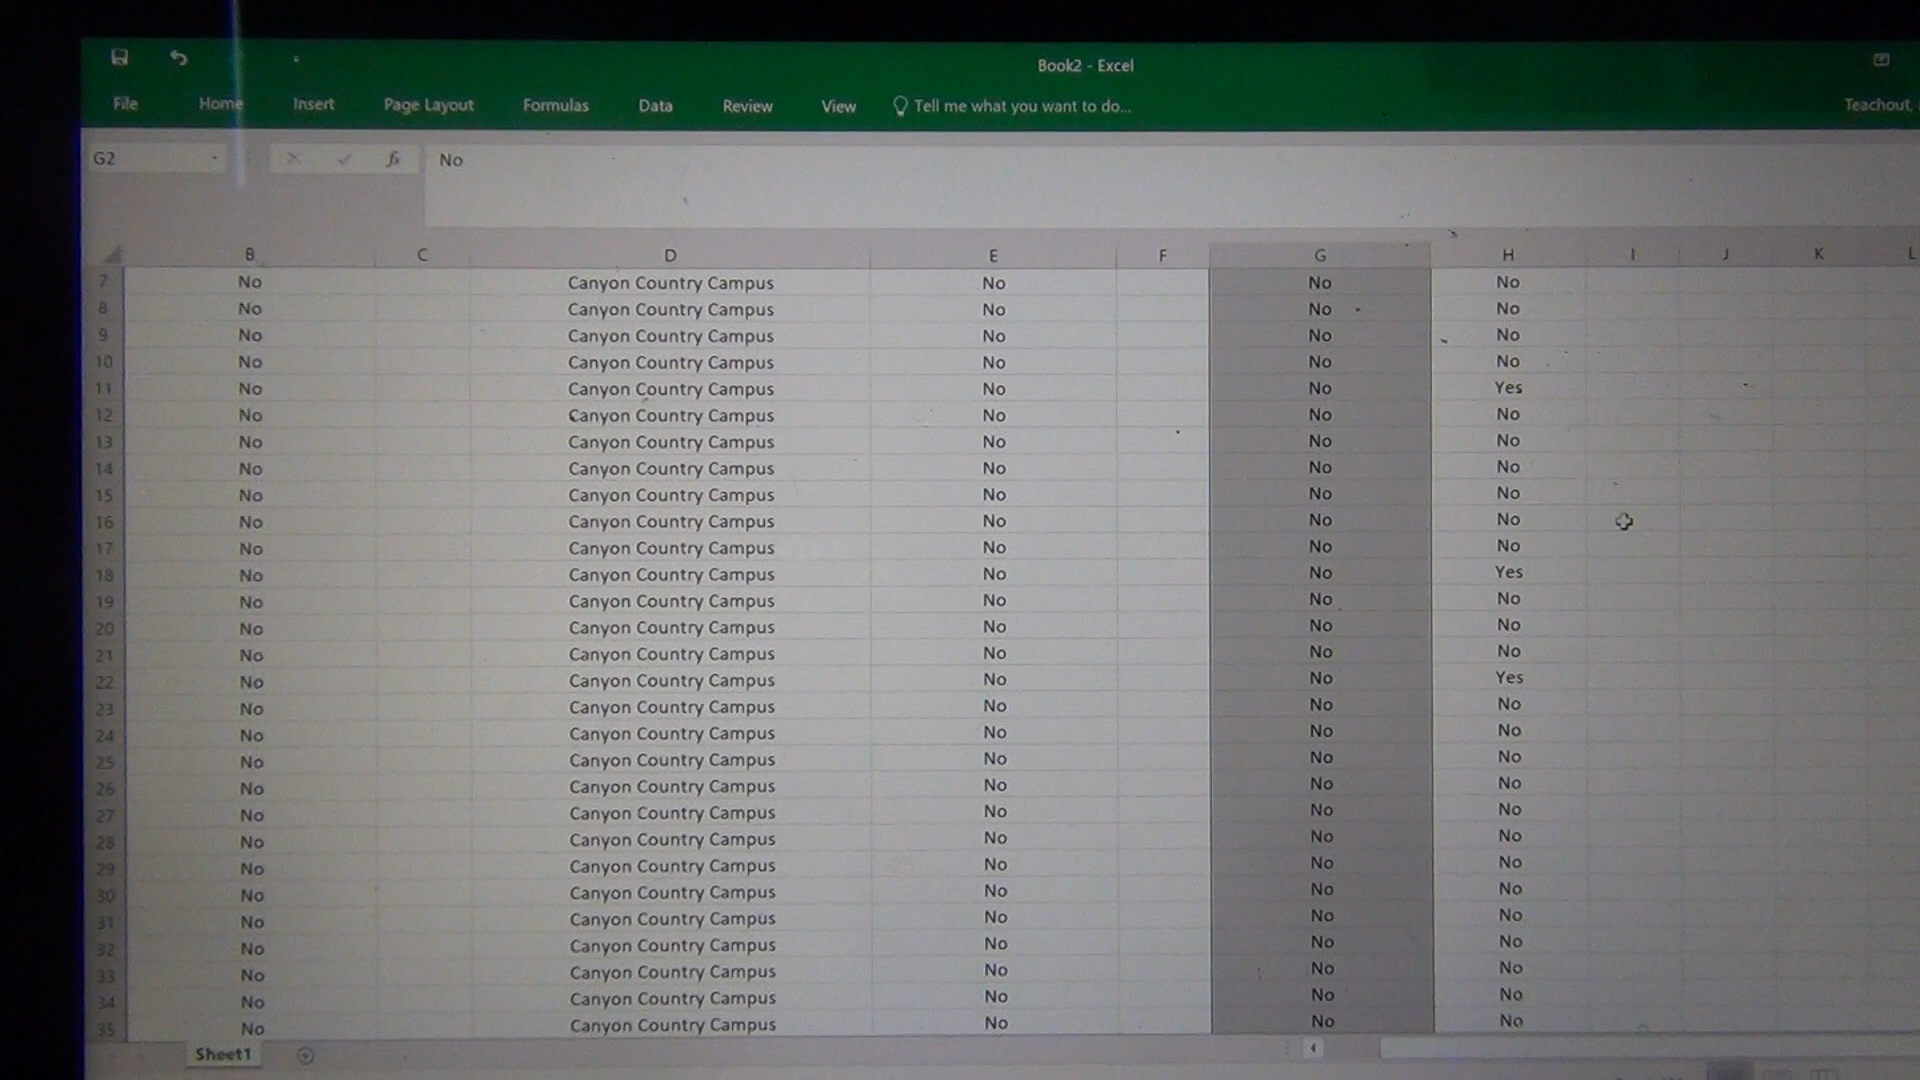 Book2 - Excel
File Home Insert Page Layout Formulas Data Review View Tell me what you want to do... Teachout,
G2 fx No
B C D E F G H I J K L
7 No Canyon Country Campus No No No
8 No Canyon Country Campus No No No
9 No Canyon Country Campus No No No
10 No Canyon Country Campus No No No
11 No Canyon Country Campus No No Yes
12 No Canyon Country Campus No No No
13 No Canyon Country Campus No No No
14 No Canyon Country Campus No No No
15 No Canyon Country Campus No No No
16 No Canyon Country Campus No No No
17 No Canyon Country Campus No No No
18 No Canyon Country Campus No No Yes
19 No Canyon Country Campus No No No
20 No Canyon Country Campus No No No
21 No Canyon Country Campus No No No
22 No Canyon Country Campus No No Yes
23 No Canyon Country Campus No No No
24 No Canyon Country Campus No No No
25 No Canyon Country Campus No No No
26 No Canyon Country Campus No No No
27 No Canyon Country Campus No No No
28 No Canyon Country Campus No No No
29 No Canyon Country Campus No No No
30 No Canyon Country Campus No No No
31 No Canyon Country Campus No No No
32 No Canyon Country Campus No No No
33 No Canyon Country Campus No No No
34 No Canyon Country Campus No No No
35 No Canyon Country Campus No No No
Sheet1